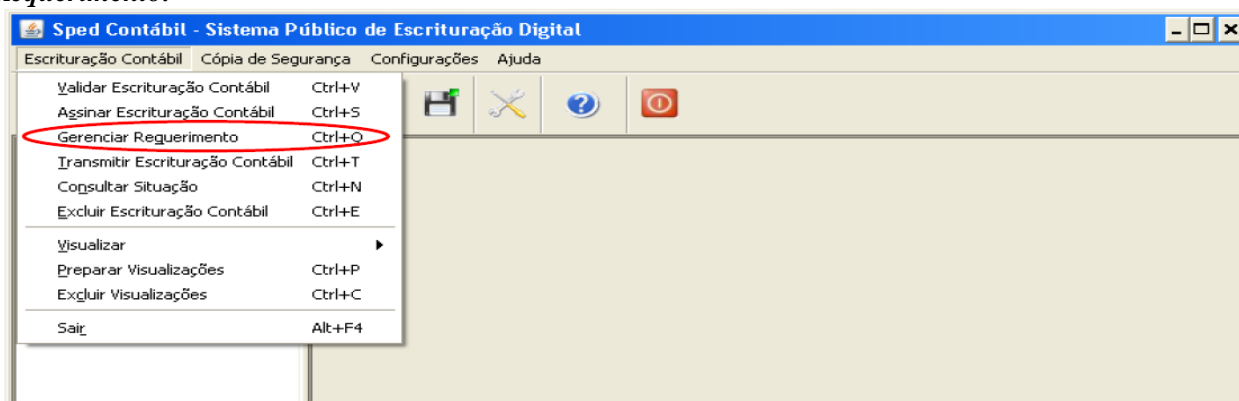 Requerimento.
Sped Contábil - Sistema Público de Escrituração Digital
Escrituração Contábil Cópia de Segurança Configurações Ajuda
Validar Escrituração Contábil Ctrl+V
Assinar Escrituração Contábil Ctrl+S
Gerenciar Requerimento Ctrl+Q
Transmitir Escrituração Contábil Ctrl+T
Consultar Situação Ctrl+N
Excluir Escrituração Contábil Ctrl+E
Visualizar
Preparar Visualizações Ctrl+P
Excluir Visualizações Ctrl+C
Sair Alt+F4